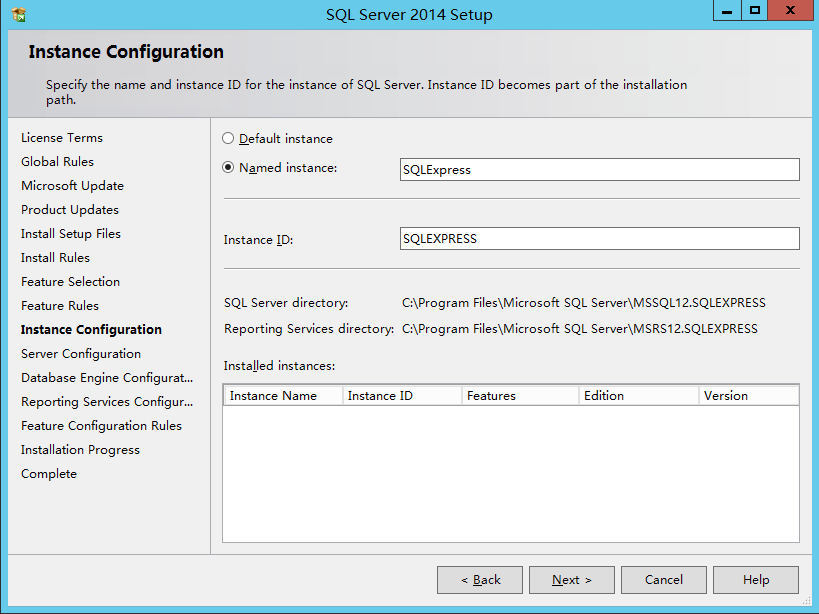 SQL Server 2014 Setup
Instance Configuration
Specify the name and instance ID for the instance of SQL Server. Instance ID becomes part of the installation
path.
License Terms
Global Rules
Microsoft Update
Product Updates
Install Setup Files
Install Rules
Feature Selection
Feature Rules
Instance Configuration
Server Configuration
Database Engine Configurat...
Reporting Services Configur...
Feature Configuration Rules
Installation Progress
Complete
Default instance
Named instance: SQLExpress
Instance ID: SQLEXPRESS
SQL Server directory: C:\Program Files\Microsoft SQL Server\MSSQL12.SQLEXPRESS
Reporting Services directory: C:\Program Files\Microsoft SQL Server\MSRS12.SQLEXPRESS
Installed instances:
Instance Name Instance ID Features Edition Version
< Back Next > Cancel Help